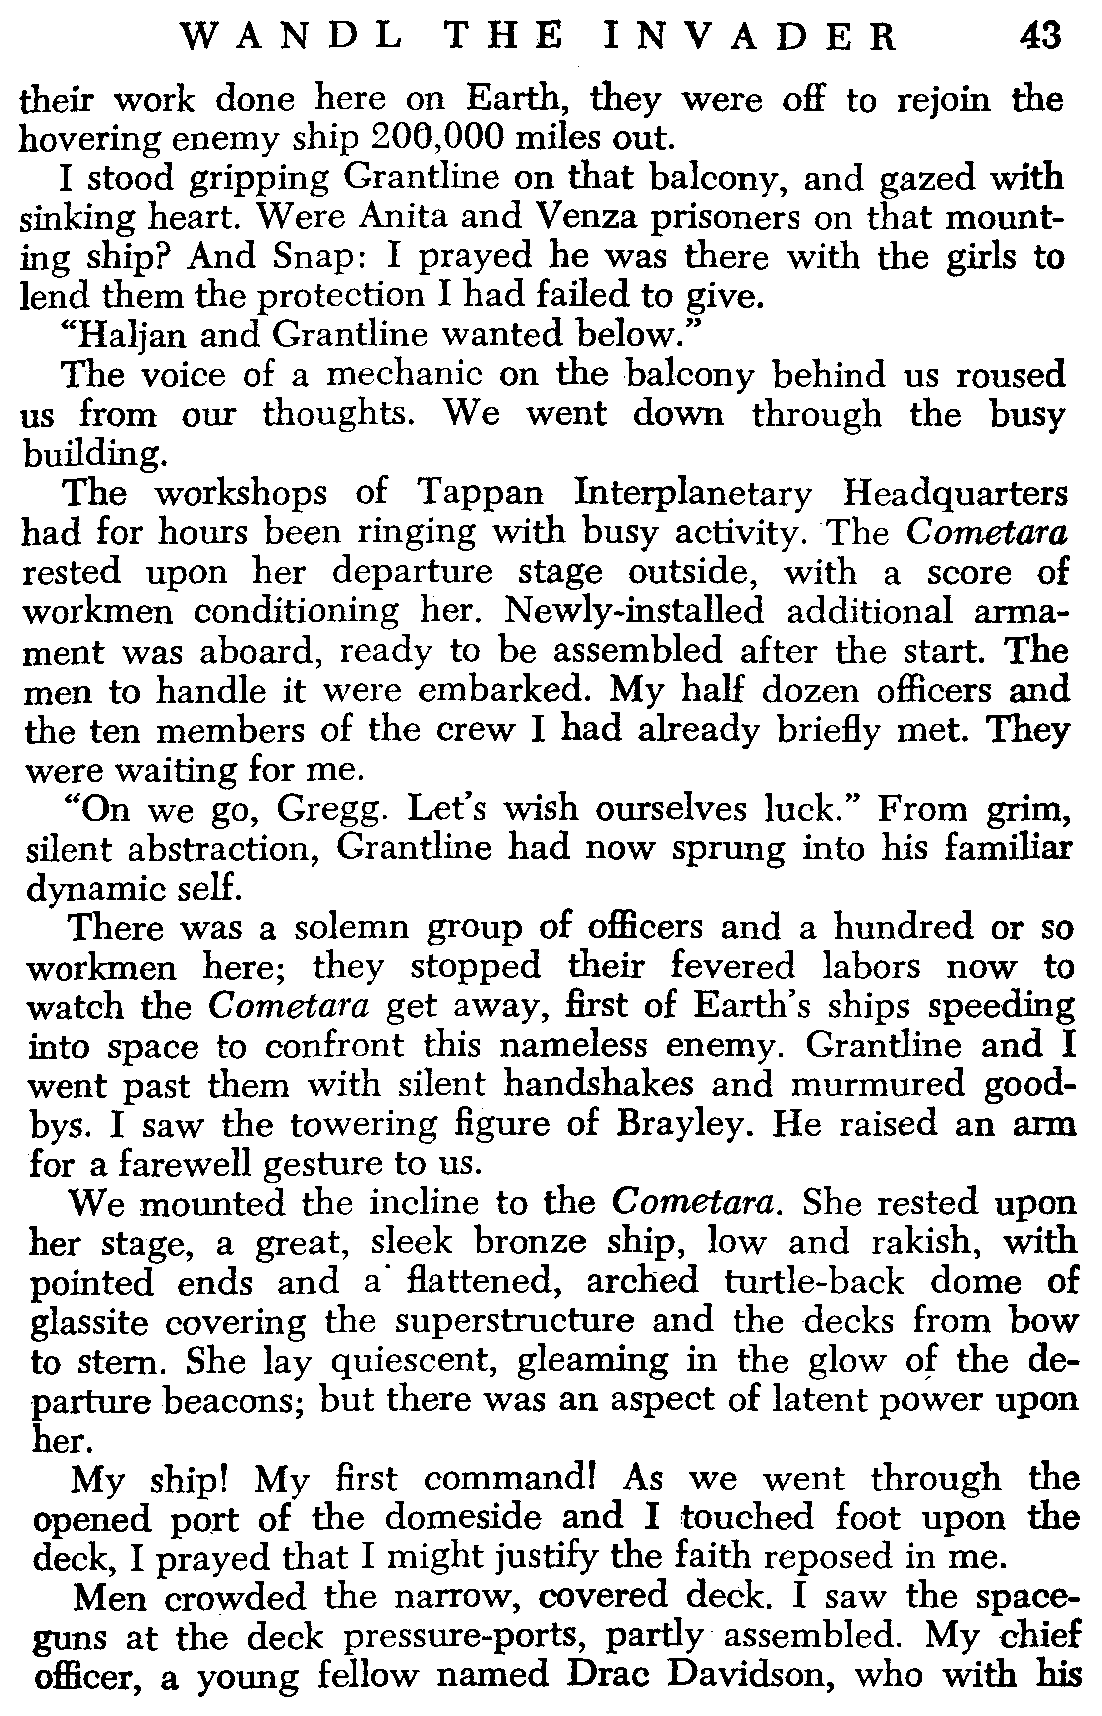 WANDL THE INVADER 43
their work done here on Earth, they were off to rejoin the
hovering enemy ship 200,000 miles out.
I stood gripping Grantline on that balcony, and gazed with
sinking heart. Were Anita and Venza prisoners on that mount-
ing ship? And Snap: I prayed he was there with the girls to
lend them the protection I had failed to give.
“Haljan and Grantline wanted below.”
The voice of a mechanic on the balcony behind us roused
us from our thoughts. We went down through the busy
building.
The workshops of Tappan Interplanetary Headquarters
had for hours been ringing with busy activity. The Cometara
rested upon her departure stage outside, with a score of
workmen conditioning her. Newly-installed additional arma-
ment was aboard, ready to be assembled after the start. The
men to handle it were embarked. My half dozen officers and
the ten members of the crew I had already briefly met. They
were waiting for me.
“On we go, Gregg. Let’s wish ourselves luck.” From grim,
silent abstraction, Grantline had now sprung into his familiar
dynamic self.
There was a solemn group of officers and a hundred or so
workmen here; they stopped their fevered labors now to
watch the Cometara get away, first of Earth’s ships speeding
into space to confront this nameless enemy. Grantline and I
went past them with silent handshakes and murmured good-
bys. I saw the towering figure of Brayley. He raised an arm
for a farewell gesture to us.
We mounted the incline to the Cometara. She rested upon
her stage, a great, sleek bronze ship, low and rakish, with
pointed ends and a flattened, arched turtle-back dome of
glassite covering the superstructure and the decks from bow
to stern. She lay quiescent, gleaming in the glow of the de-
parture beacons; but there was an aspect of latent power upon
her.
My ship! My first command! As we went through the
opened port of the domeside and I touched foot upon the
deck, I prayed that I might justify the faith reposed in me.
Men crowded the narrow, covered deck. I saw the space-
guns at the deck pressure-ports, partly assembled. My chief
officer, a young fellow named Drac Davidson, who with his